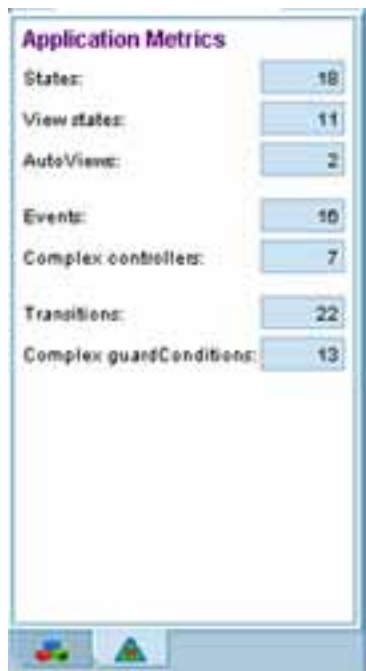 Application Metrics
States: 18
View states: 11
AutoViews: 2
Events: 16
Complex controllers: 7
Transitions: 22
Complex guardConditions: 13